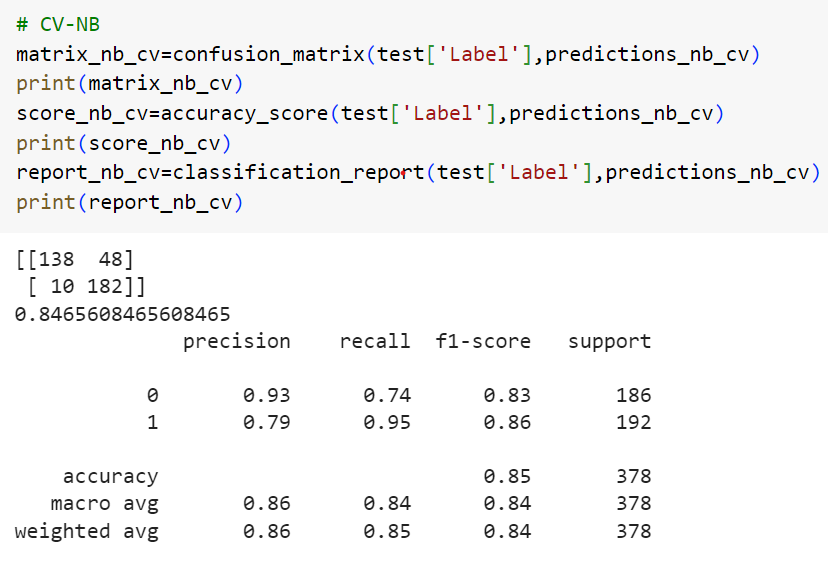 # CV-NB
matrix_nb_cv=confusion_matrix(test['Label'],predictions_nb_cv)
print(matrix_nb_cv)
score_nb_cv=accuracy_score(test['Label'],predictions_nb_cv)
print(score_nb_cv)
report_nb_cv=classification_report(test['Label'],predictions_nb_cv)
print(report_nb_cv)
[[138  48]
 [ 10 182]]
0.8465608465608465
              precision    recall  f1-score   support
           0       0.93      0.74      0.83       186
           1       0.79      0.95      0.86       192
    accuracy                           0.85       378
   macro avg       0.86      0.84      0.84       378
weighted avg       0.86      0.85      0.84       378